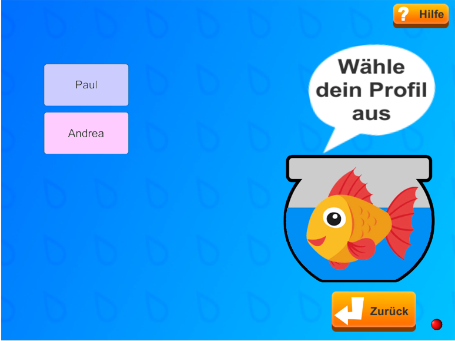 ? Hilfe
Wähle
dein Profil
aus
Paul
Andrea
Zurück